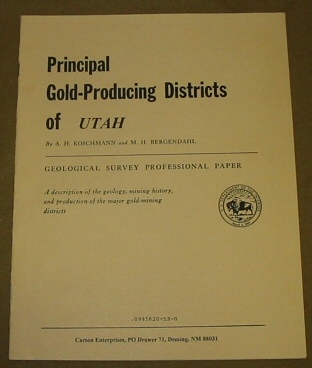 Principal
Gold-Producing Districts
of UTAH
By A. H. KOSCHMANN and M. H. BERGENDAHL
GEOLOGICAL SURVEY PROFESSIONAL PAPER
A description of the geology, mining history,
and production of the major gold-mining
districts
Carson Enterprises, PO Drawer 71, Deming, NM 88031